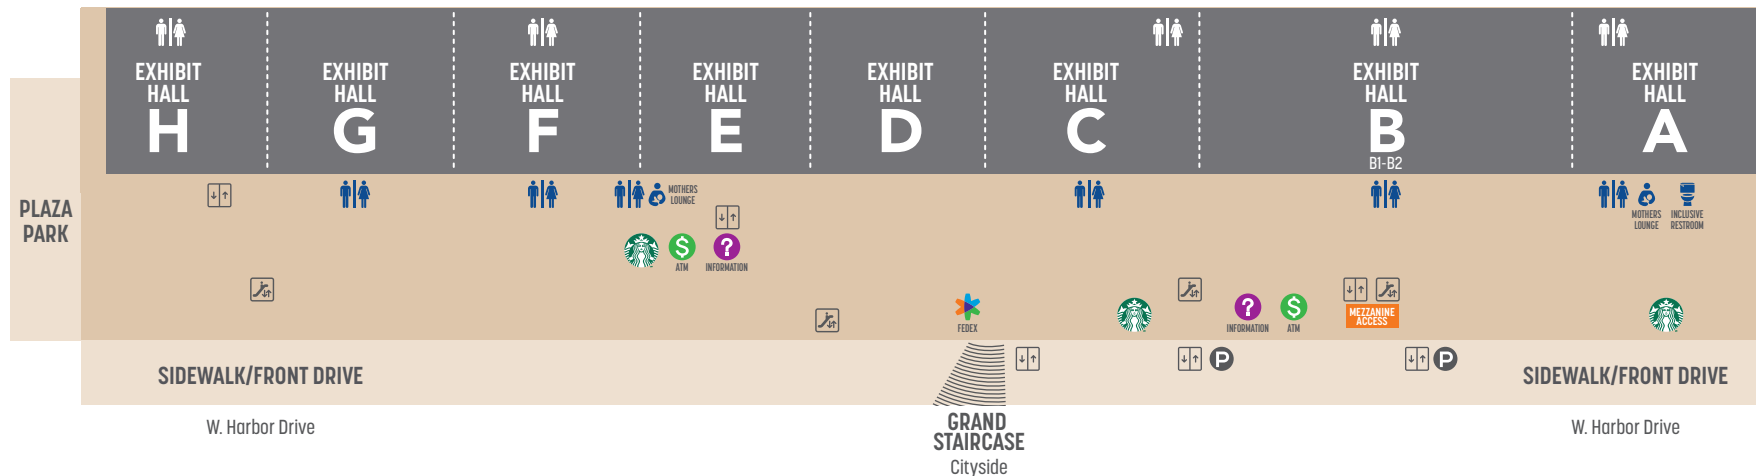 EXHIBIT
HALL
H
EXHIBIT
HALL
G
EXHIBIT
HALL
F
EXHIBIT
HALL
E
EXHIBIT
HALL
D
EXHIBIT
HALL
C
EXHIBIT
HALL
B
B1-B2
EXHIBIT
HALL
A
PLAZA
PARK
MOTHERS
LOUNGE
$
ATM
?
INFORMATION
MOTHERS
LOUNGE
INCLUSIVE
RESTROOM
FEDEX
?
INFORMATION
$
ATM
MEZZANINE
ACCESS
P
P
SIDEWALK/FRONT DRIVE
SIDEWALK/FRONT DRIVE
W. Harbor Drive
GRAND
STAIRCASE
Cityside
W. Harbor Drive